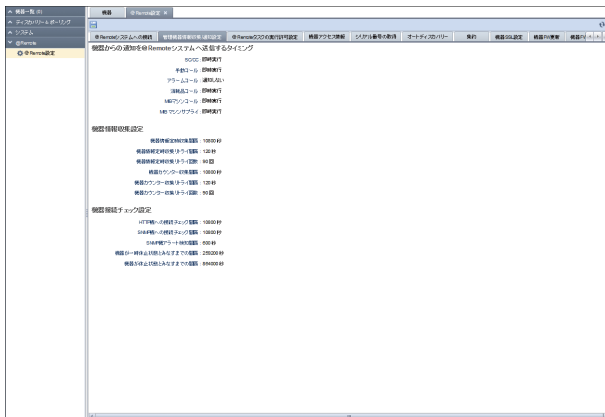 機器一覧 (0)
ディスカバリー＆ポーリング
システム
@Remote
@Remote設定
機器
@Remote設定
@Remoteシステムへの接続
管理機器情報収集/通知設定
@Remoteタスクの実行許可設定
機器アクセス情報
シリアル番号の取得
オートディスカバリー
契約
機器SSL設定
機器FW更新
機器からの通知を@Remoteシステムへ送信するタイミング
SC/CC : 即時実行
手動コール : 即時実行
アラームコール : 通知しない
消耗品コール : 即時実行
MBマシンコール : 即時実行
MB マシンサプライ : 即時実行
機器情報収集設定
機器情報定時収集間隔 : 10800 秒
機器情報定時収集リトライ間隔 : 120 秒
機器情報定時収集リトライ回数 : 90 回
機器カウンター収集間隔 : 10800 秒
機器カウンター収集リトライ間隔 : 120 秒
機器カウンター収集リトライ回数 : 90 回
機器接続チェック設定
HTTP機への接続チェック間隔 : 10800 秒
SNMP機への接続チェック間隔 : 10800 秒
SNMP機アラート検知間隔 : 600 秒
機器が一時休止状態とみなすまでの間隔 : 259200 秒
機器が休止状態とみなすまでの間隔 : 864000 秒